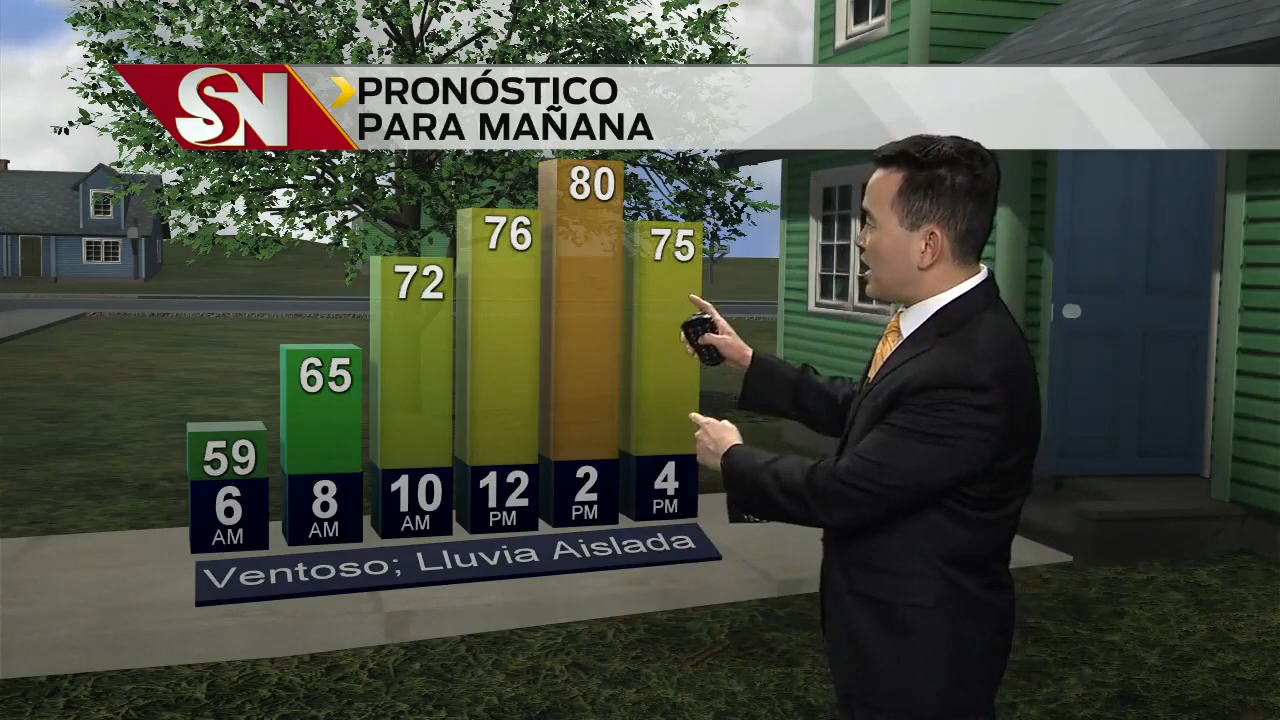 SN
PRONÓSTICO
PARA MAÑANA
59
65
72
76
80
75
6
AM
8
AM
10
AM
12
PM
2
PM
4
PM
Ventoso; Lluvia Aislada